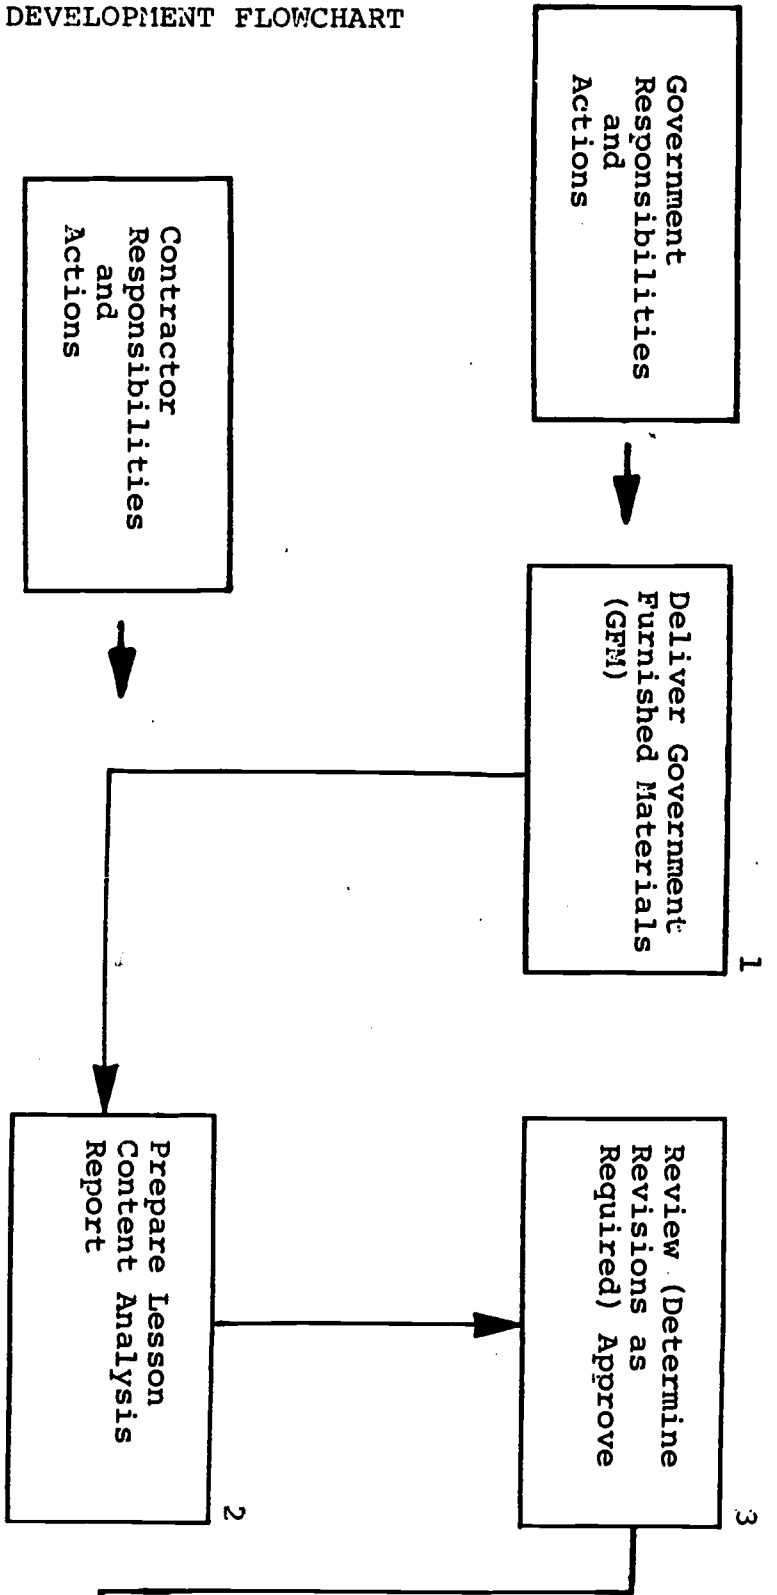 DEVELOPMENT FLOWCHART
Government
Responsibilities
and
Actions
Contractor
Responsibilities
and
Actions
Deliver Government
Furnished Materials
(GFM)
1
Prepare Lesson
Content Analysis
Report
2
Review (Determine
Revisions as
Required) Approve
3